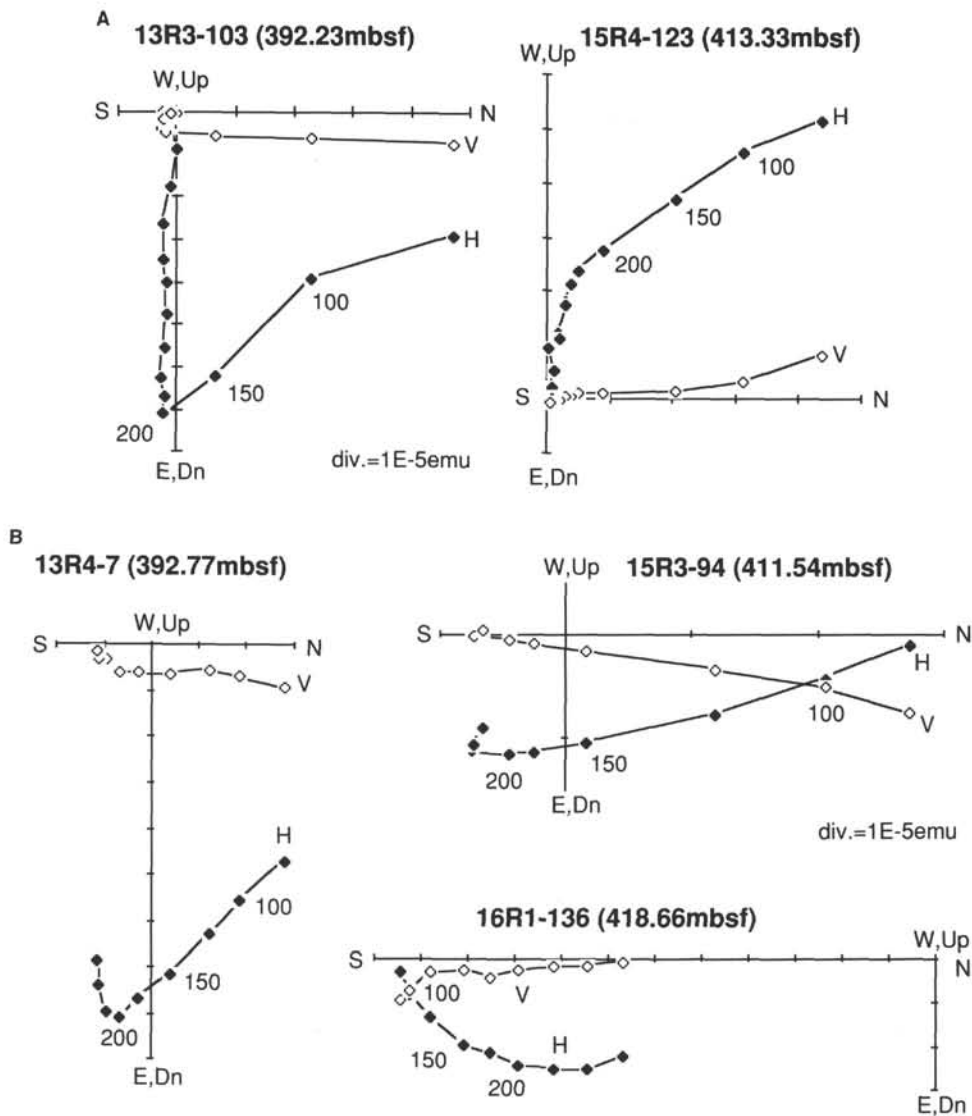 A
13R3-103 (392.23mbsf)
W,Up
S
N
V
H
100
150
200
E,Dn
div.=1E-5emu
15R4-123 (413.33mbsf)
W,Up
H
100
150
200
V
S
N
E,Dn
B
13R4-7 (392.77mbsf)
W,Up
S
N
V
H
100
150
200
E,Dn
W,Up
15R3-94 (411.54mbsf)
S
N
H
100
V
150
200
E,Dn
div.=1E-5emu
16R1-136 (418.66mbsf)
W,Up
S
N
100
V
150
H
200
E,Dn